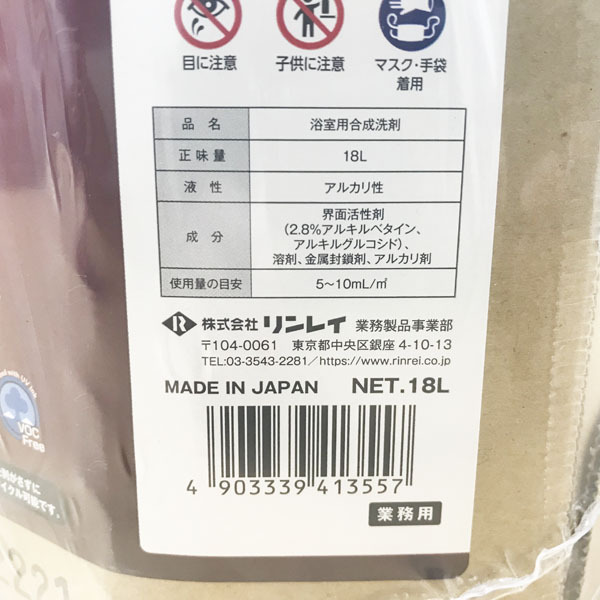 目に注意
子供に注意
マスク・手袋
着用
品名 浴室用合成洗剤
正味量 18L
液性 アルカリ性
成分 界面活性剤
(2.8%アルキルベタイン、
アルキルグルコシド)、
溶剤、金属封鎖剤、アルカリ剤
使用量の目安 5～10mL/㎡
R 株式会社 リンレイ 業務製品事業部
〒104-0061 東京都中央区銀座 4-10-13
TEL:03-3543-2281/https://www.rinrei.co.jp
MADE IN JAPAN NET.18L
4 903339 413557
業務用
VOC
Free